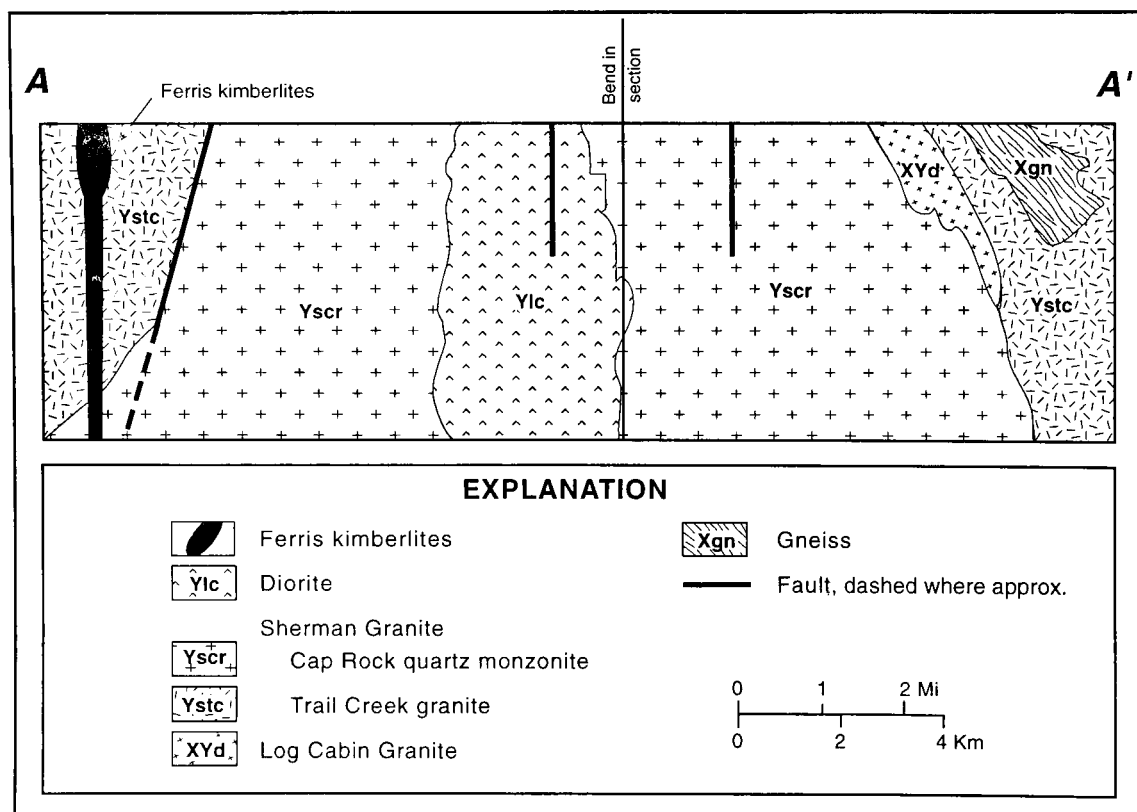 Bend in
section
A
A'
Ferris kimberlites
Ystc
Yscr
Ylc
Yscr
XYd
Xgn
Ystc
EXPLANATION
Ferris kimberlites
Ylc Diorite
Sherman Granite
Yscr Cap Rock quartz monzonite
Ystc Trail Creek granite
XYd Log Cabin Granite
Xgn Gneiss
Fault, dashed where approx.
0 1 2 Mi
0 2 4 Km